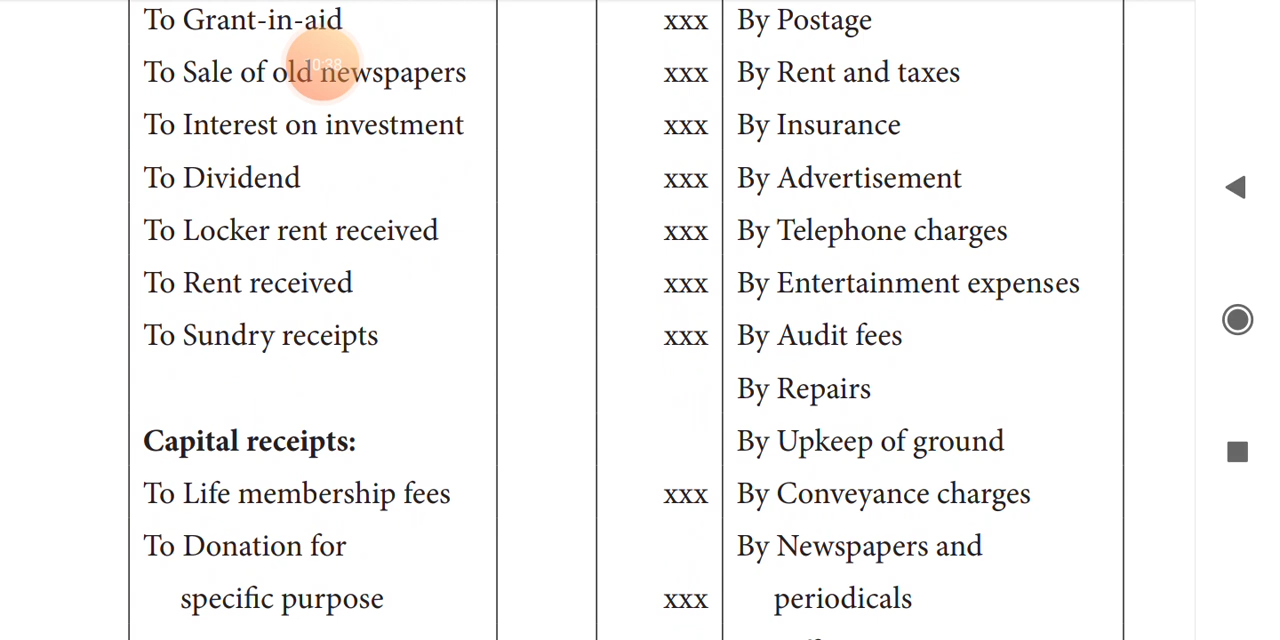 To Grant-in-aid xxx By Postage
To Sale of old newspapers xxx By Rent and taxes
To Interest on investment xxx By Insurance
To Dividend xxx By Advertisement
To Locker rent received xxx By Telephone charges
To Rent received xxx By Entertainment expenses
To Sundry receipts xxx By Audit fees
By Repairs
Capital receipts: By Upkeep of ground
To Life membership fees xxx By Conveyance charges
To Donation for By Newspapers and
specific purpose xxx periodicals